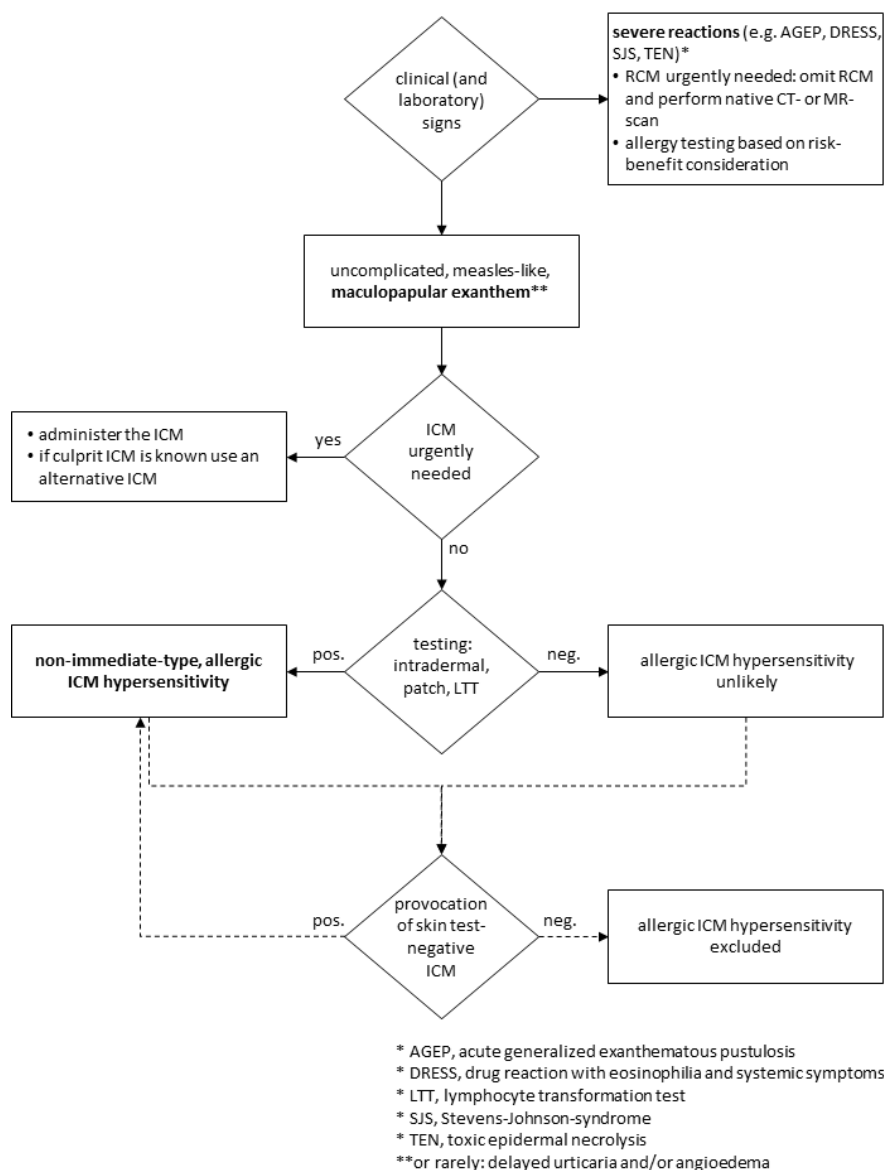 clinical (and
laboratory)
signs
severe reactions (e.g. AGEP, DRESS,
SJS, TEN)*
• RCM urgently needed: omit RCM
and perform native CT- or MR-
scan
• allergy testing based on risk-
benefit consideration
uncomplicated, measles-like,
maculopapular exanthem**
ICM
urgently
needed
yes
• administer the ICM
• if culprit ICM is known use an
alternative ICM
no
testing:
intradermal,
patch, LTT
pos.
non-immediate-type, allergic
ICM hypersensitivity
neg.
allergic ICM hypersensitivity
unlikely
provocation
of skin test-
negative
ICM
pos.
neg.
allergic ICM hypersensitivity
excluded
* AGEP, acute generalized exanthematous pustulosis
* DRESS, drug reaction with eosinophilia and systemic symptoms
* LTT, lymphocyte transformation test
* SJS, Stevens-Johnson-syndrome
* TEN, toxic epidermal necrolysis
**or rarely: delayed urticaria and/or angioedema